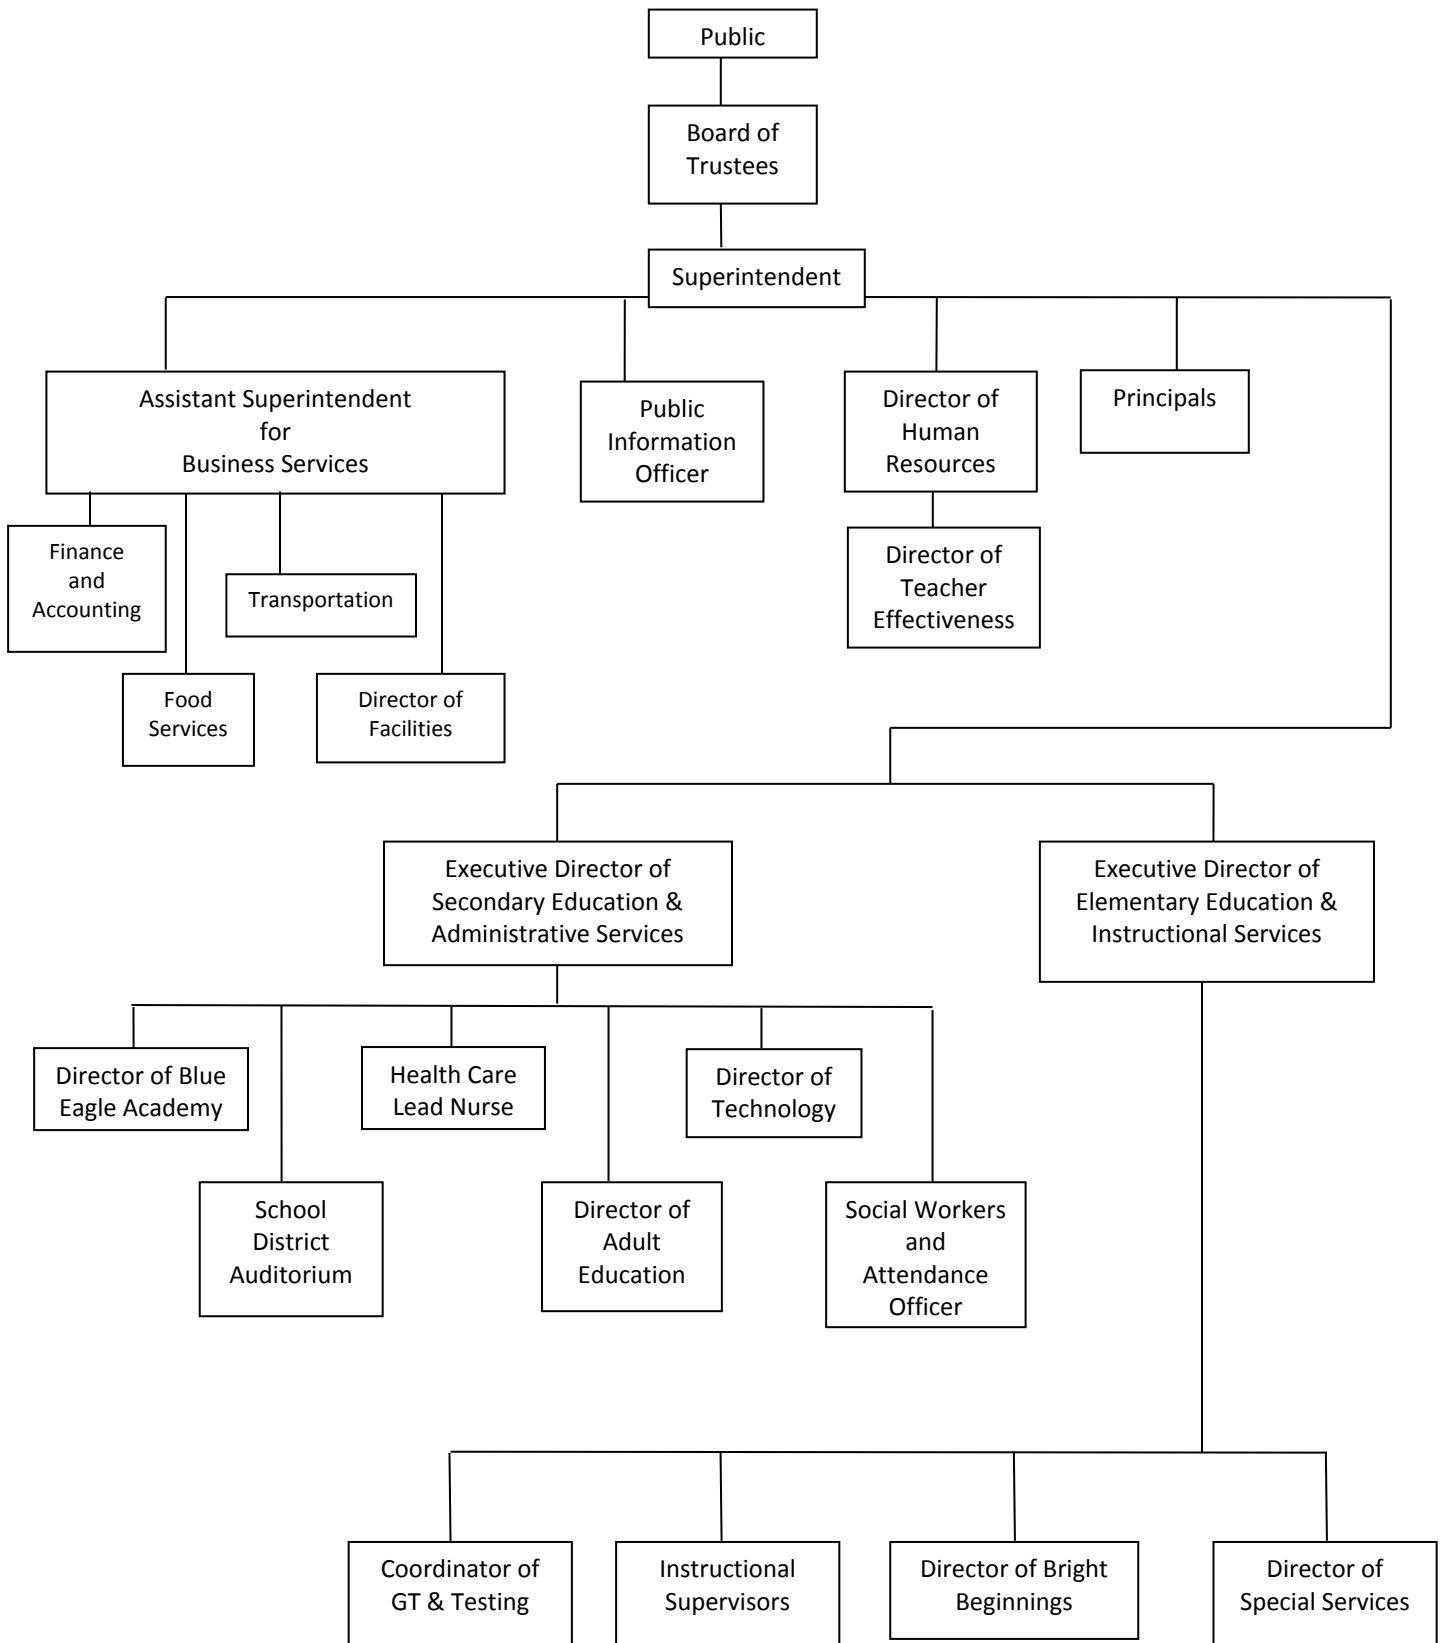 Public
Board of
Trustees
Superintendent
Assistant Superintendent
for
Business Services
Public
Information
Officer
Director of
Human
Resources
Principals
Finance
and
Accounting
Transportation
Director of
Teacher
Effectiveness
Food
Services
Director of
Facilities
Executive Director of
Secondary Education &
Administrative Services
Executive Director of
Elementary Education &
Instructional Services
Director of Blue
Eagle Academy
Health Care
Lead Nurse
Director of
Technology
School
District
Auditorium
Director of
Adult
Education
Social Workers
and
Attendance
Officer
Coordinator of
GT & Testing
Instructional
Supervisors
Director of Bright
Beginnings
Director of
Special Services